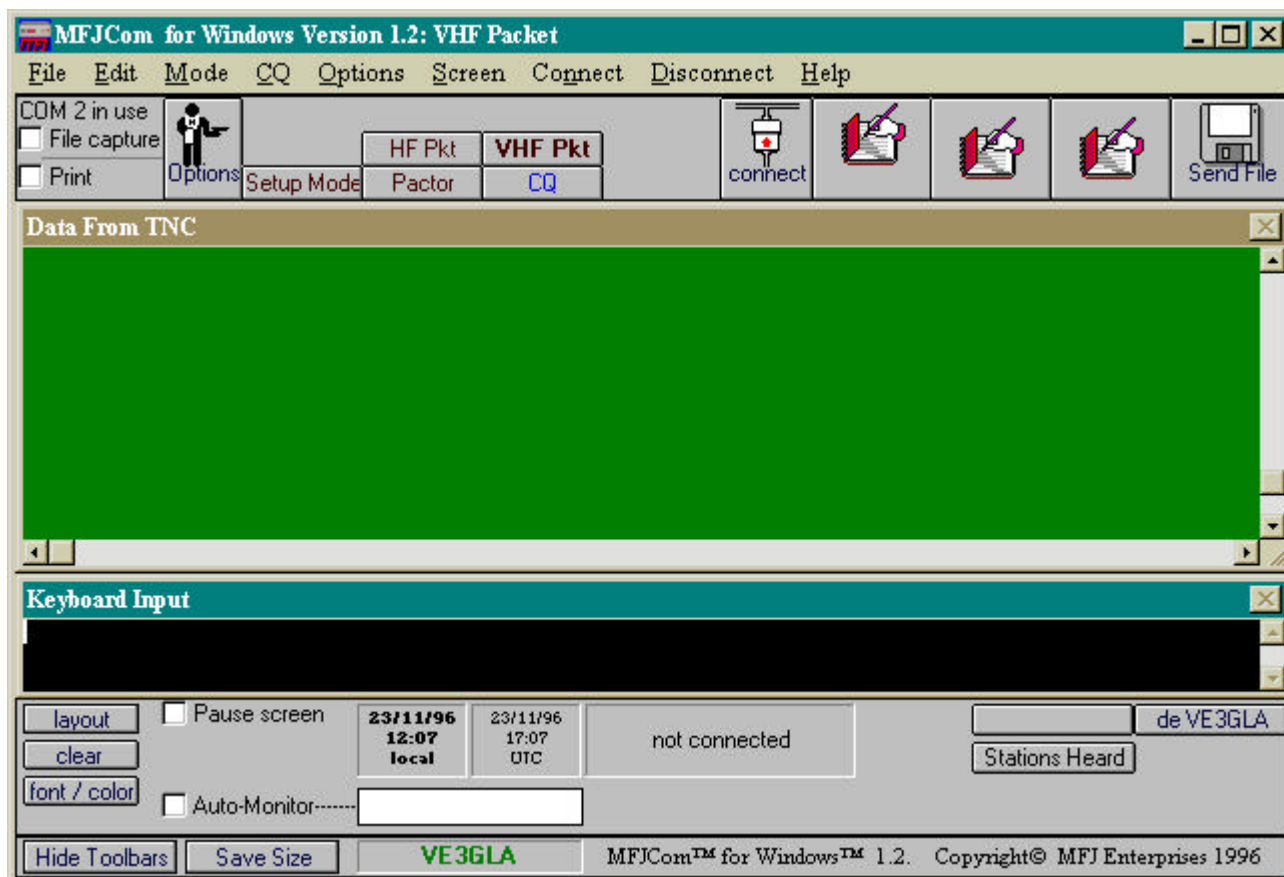 MFJCom for Windows Version 1.2: VHF Packet
File Edit Mode CQ Options Screen Connect Disconnect Help
COM 2 in use
File capture
Print
Options
Setup Mode
HF Pkt
VHF Pkt
Pactor
CQ
connect
Send File
Data From TNC
Keyboard Input
layout
clear
font / color
Pause screen
Auto-Monitor-------
23/11/96
12:07
local
23/11/96
17:07
UTC
not connected
de VE3GLA
Stations Heard
Hide Toolbars
Save Size
VE3GLA
MFJCom™ for Windows™ 1.2. Copyright© MFJ Enterprises 1996